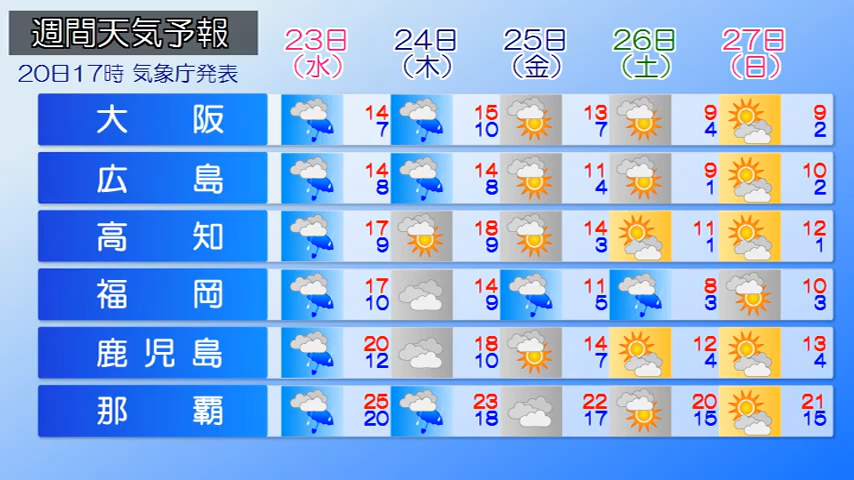 週間天気予報
20日17時 気象庁発表
23日 24日 25日 26日 27日
(水) (木) (金) (土) (日)
大阪 14 7 15 10 13 7 9 4 9 2
広島 14 8 14 8 11 4 9 1 10 2
高知 17 9 18 9 14 3 11 1 12 1
福岡 17 10 14 9 11 5 8 3 10 3
鹿児島 20 12 18 10 14 7 12 4 13 4
那覇 25 20 23 18 22 17 20 15 21 15